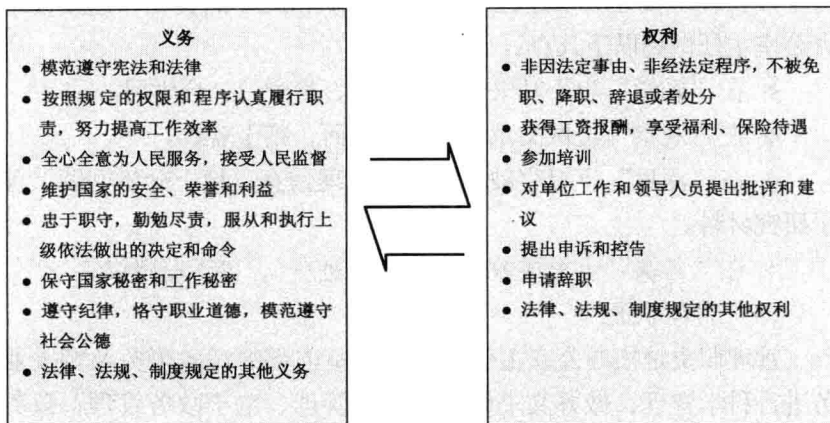 义务
● 模范遵守宪法和法律
● 按照规定的权限和程序认真履行职
责，努力提高工作效率
● 全心全意为人民服务，接受人民监督
● 维护国家的安全、荣誉和利益
● 忠于职守，勤勉尽责，服从和执行上
级依法做出的决定和命令
● 保守国家秘密和工作秘密
● 遵守纪律，恪守职业道德，模范遵守
社会公德
● 法律、法规、制度规定的其他义务
权利
● 非因法定事由、非经法定程序，不被免
职、降职、辞退或者处分
● 获得工资报酬，享受福利、保险待遇
● 参加培训
● 对单位工作和领导人员提出批评和建
议
● 提出申诉和控告
● 申请辞职
● 法律、法规、制度规定的其他权利